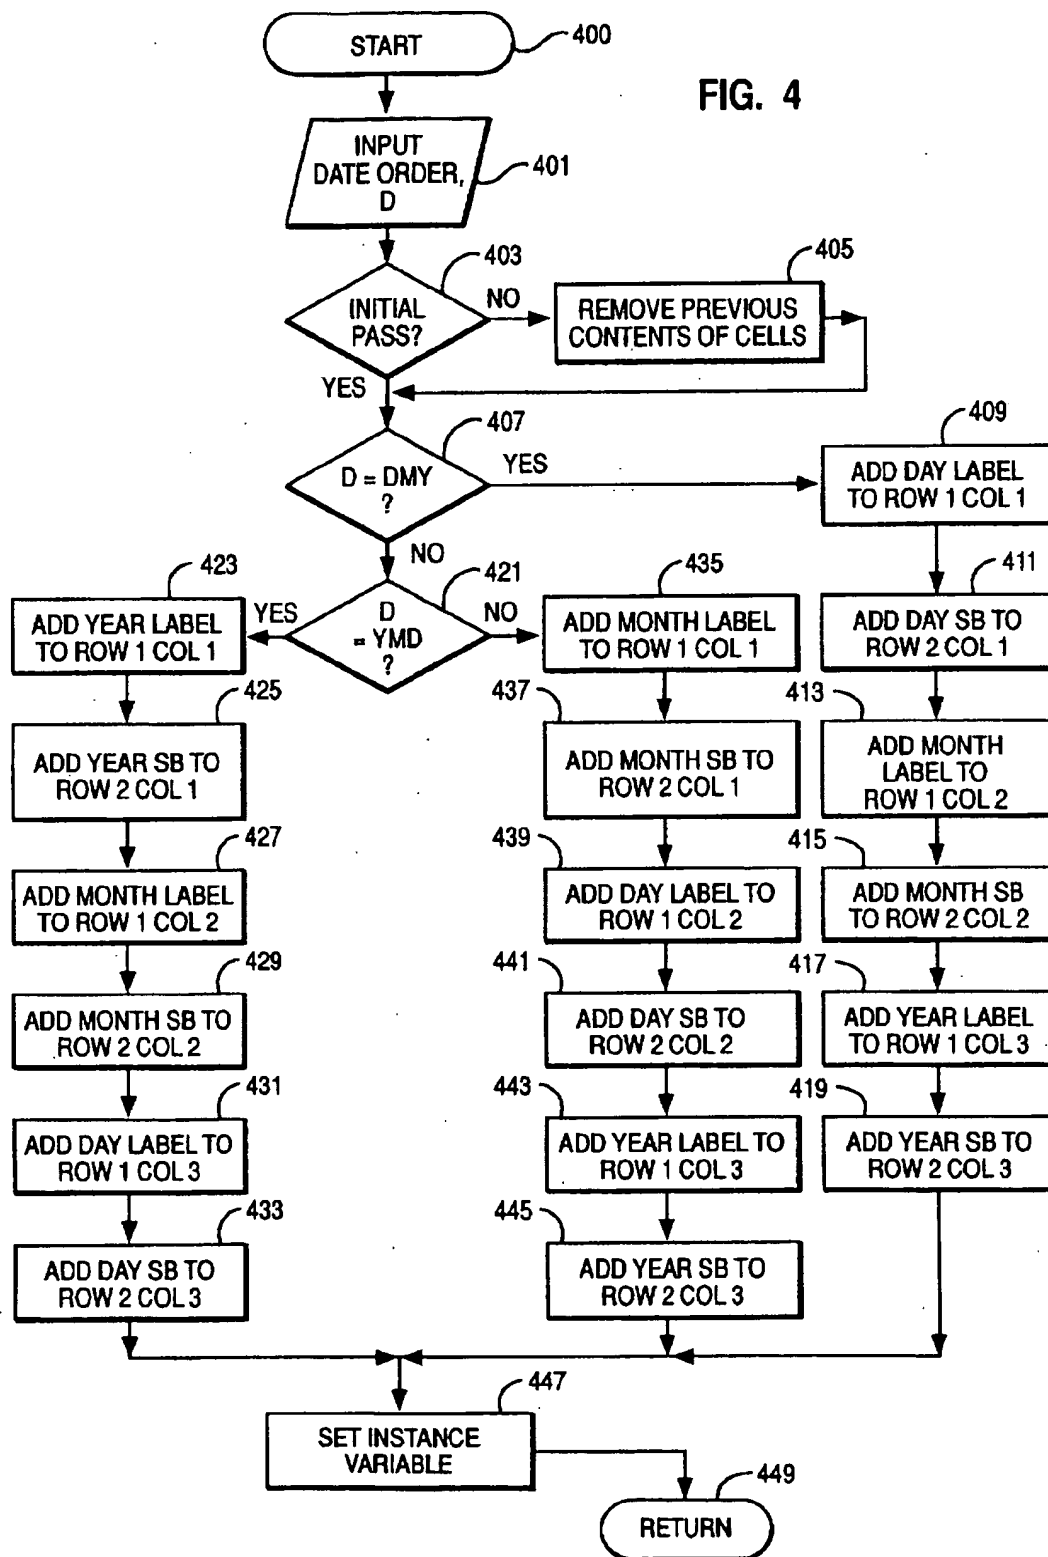 START
400
FIG. 4
INPUT
DATE ORDER,
D
401
403
INITIAL
PASS?
NO
405
REMOVE PREVIOUS
CONTENTS OF CELLS
YES
407
D = DMY
?
YES
409
ADD DAY LABEL
TO ROW 1 COL 1
NO
421
D
= YMD
?
YES
NO
423
ADD YEAR LABEL
TO ROW 1 COL 1
425
ADD YEAR SB TO
ROW 2 COL 1
427
ADD MONTH LABEL
TO ROW 1 COL 2
429
ADD MONTH SB TO
ROW 2 COL 2
431
ADD DAY LABEL TO
ROW 1 COL 3
433
ADD DAY SB TO
ROW 2 COL 3
435
ADD MONTH LABEL
TO ROW 1 COL 1
437
ADD MONTH SB TO
ROW 2 COL 1
439
ADD DAY LABEL TO
ROW 1 COL 2
441
ADD DAY SB TO
ROW 2 COL 2
443
ADD YEAR LABEL TO
ROW 1 COL 3
445
ADD YEAR SB TO
ROW 2 COL 3
411
ADD DAY SB TO
ROW 2 COL 1
413
ADD MONTH
LABEL TO
ROW 1 COL 2
415
ADD MONTH SB
TO ROW 2 COL 2
417
ADD YEAR LABEL
TO ROW 1 COL 3
419
ADD YEAR SB TO
ROW 2 COL 3
447
SET INSTANCE
VARIABLE
449
RETURN